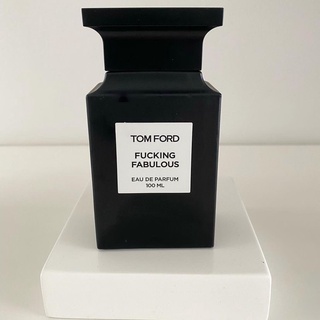 TOM FORD
FUCKING
FABULOUS
EAU DE PARFUM
100 ML